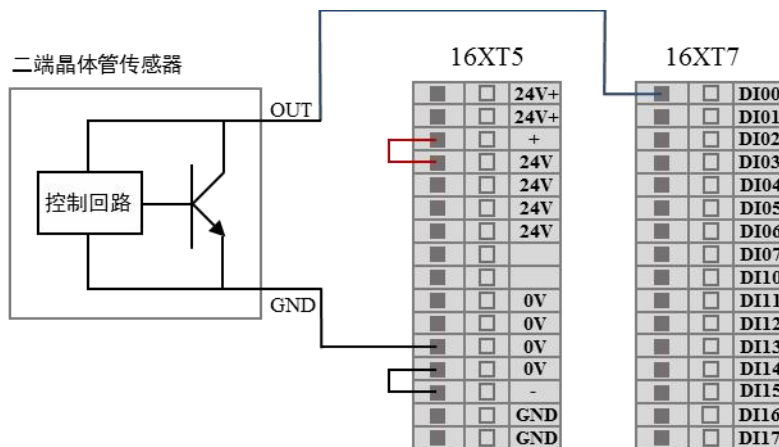 二端晶体管传感器
OUT
控制回路
GND
16XT5
24V+
24V+
+
24V
24V
24V
24V
0V
0V
0V
0V
-
GND
GND
16XT7
DI00
DI01
DI02
DI03
DI04
DI05
DI06
DI07
DI10
DI11
DI12
DI13
DI14
DI15
DI16
DI17